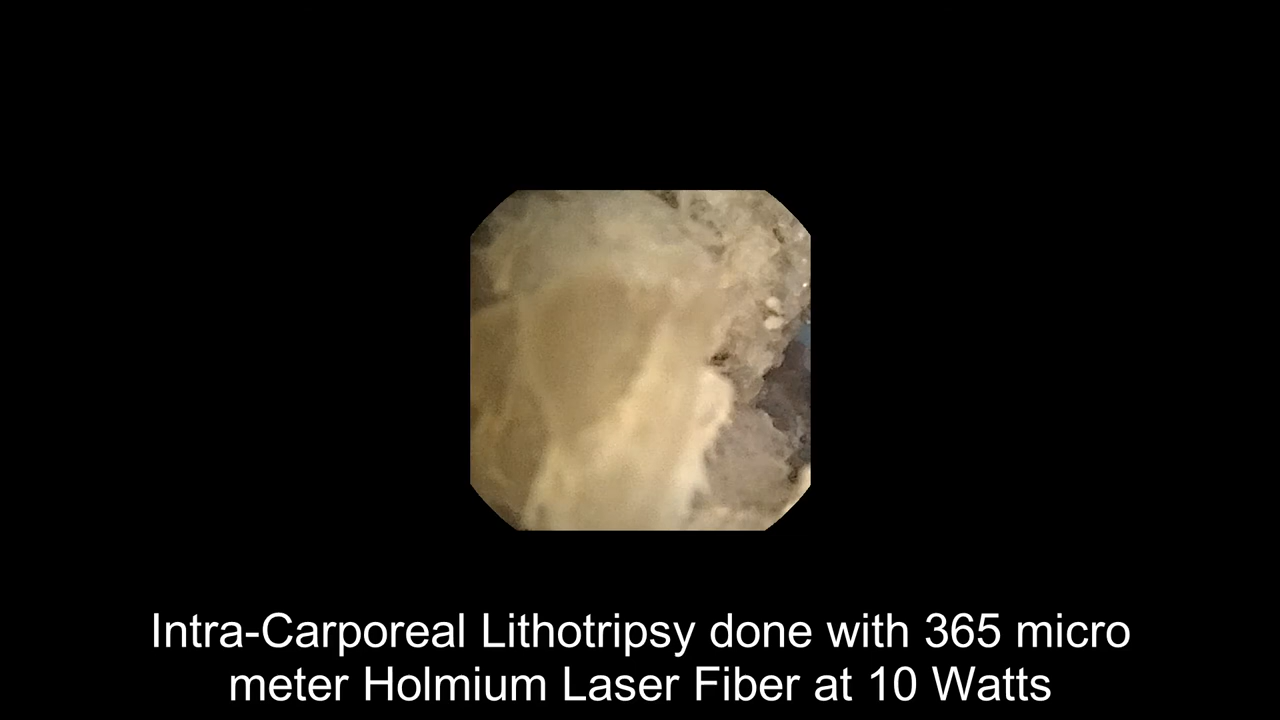 Intra-Carporeal Lithotripsy done with 365 micro
meter Holmium Laser Fiber at 10 Watts